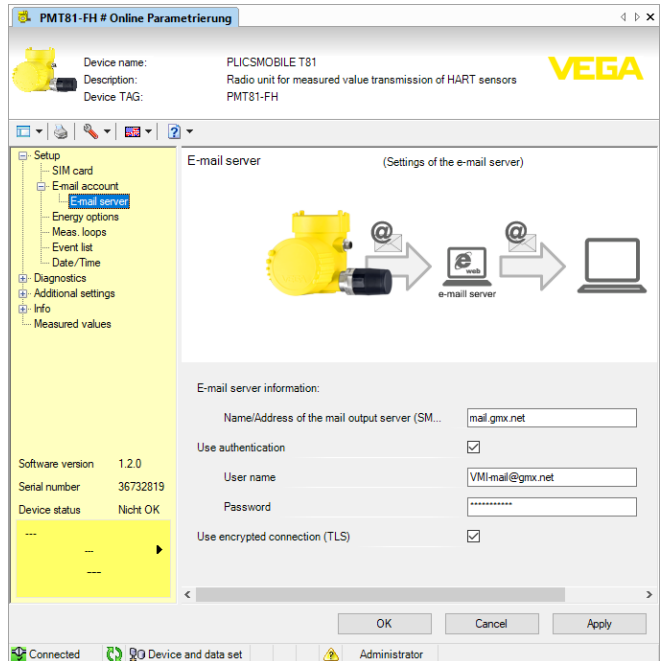 PMT81-FH # Online Parametrierung
Device name: PLICSMOBILE T81
Description: Radio unit for measured value transmission of HART sensors
Device TAG: PMT81-FH
VEGA
Setup
SIM card
E-mail account
E-mail server
Energy options
Meas. loops
Event list
Date/Time
Diagnostics
Additional settings
Info
Measured values
Software version 1.2.0
Serial number 36732819
Device status Nicht OK
---
---
---
E-mail server (Settings of the e-mail server)
@ @
e
web
e-mail server
E-mail server information:
Name/Address of the mail output server (SM... mail.gmx.net
Use authentication
User name VMI-mail@gmx.net
Password ***********
Use encrypted connection (TLS)
OK Cancel Apply
Connected Device and data set Administrator